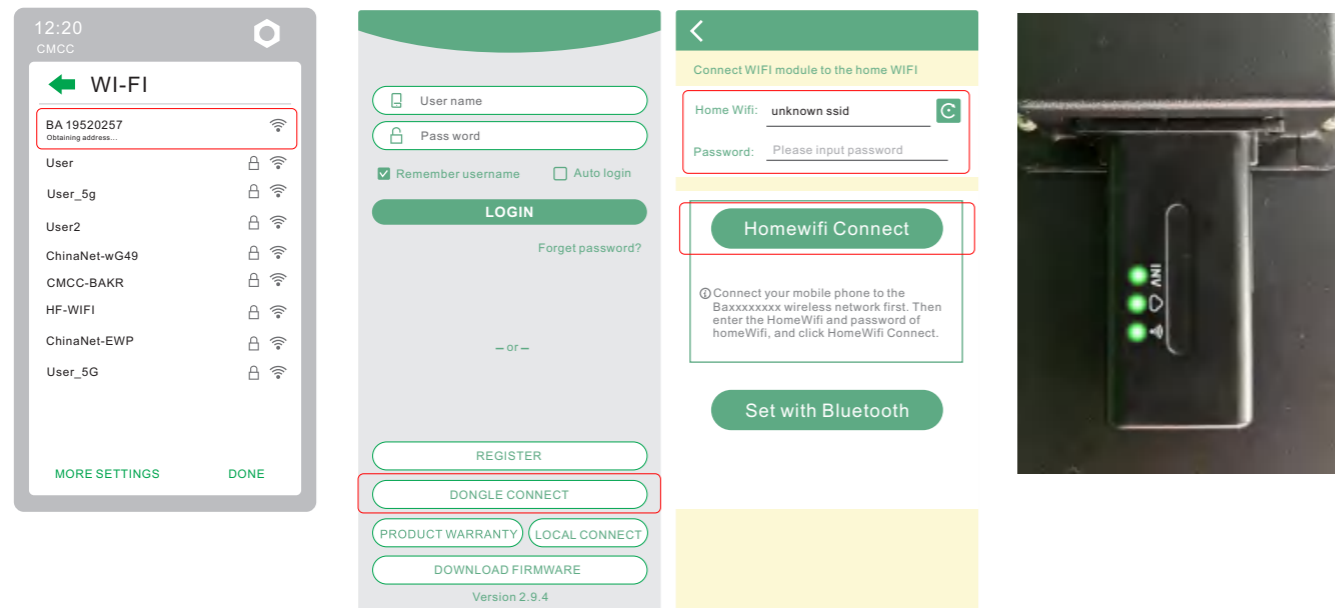 12:20
CMCC
WI-FI
BA 19520257
Obtaining address...
User
User_5g
User2
ChinaNet-wG49
CMCC-BAKR
HF-WIFI
ChinaNet-EWP
User_5G
MORE SETTINGS DONE
User name
Pass word
Remember username Auto login
LOGIN
Forget password?
or
REGISTER
DONGLE CONNECT
PRODUCT WARRANTY LOCAL CONNECT
DOWNLOAD FIRMWARE
Version 2.9.4
Connect WIFI module to the home WIFI
Home Wifi: unknown ssid
Password: Please input password
Homewifi Connect
Connect your mobile phone to the
Baxxxxxxxx wireless network first. Then
enter the HomeWifi and password of
homeWifi, and click HomeWifi Connect.
Set with Bluetooth
INV